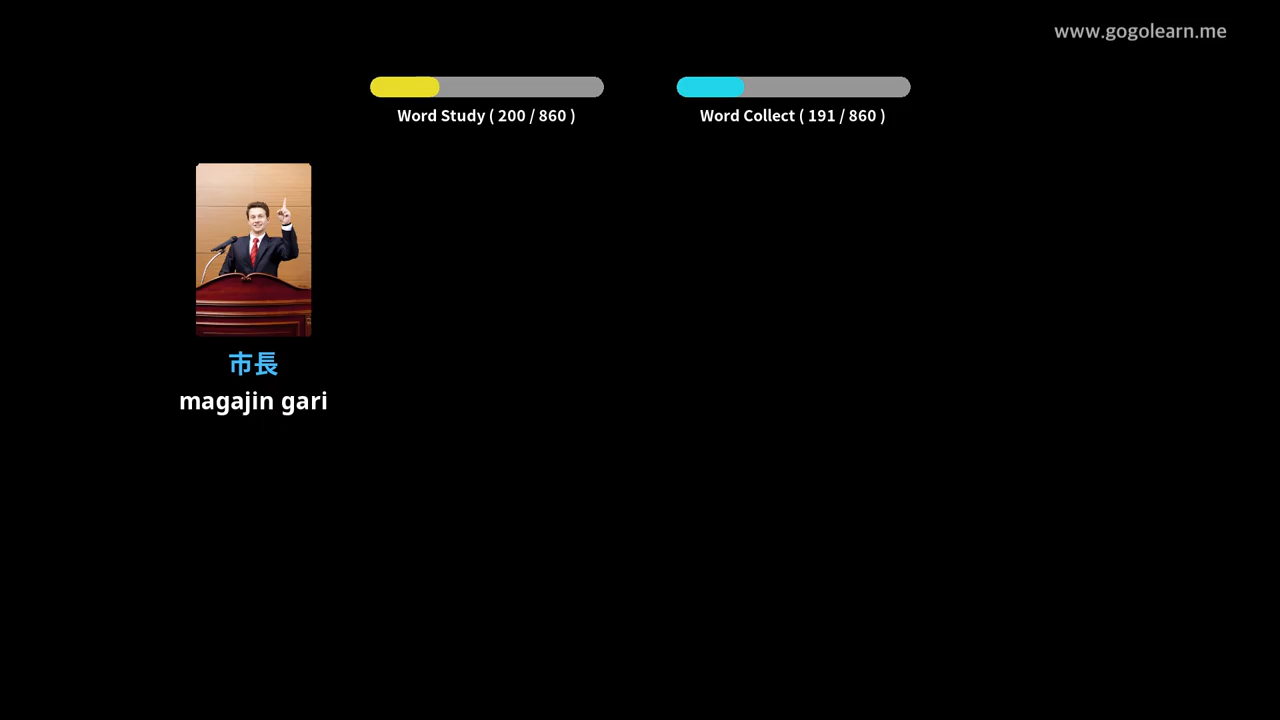 www.gogolearn.me
Word Study ( 200 / 860 )
Word Collect ( 191 / 860 )
市長
magajin gari